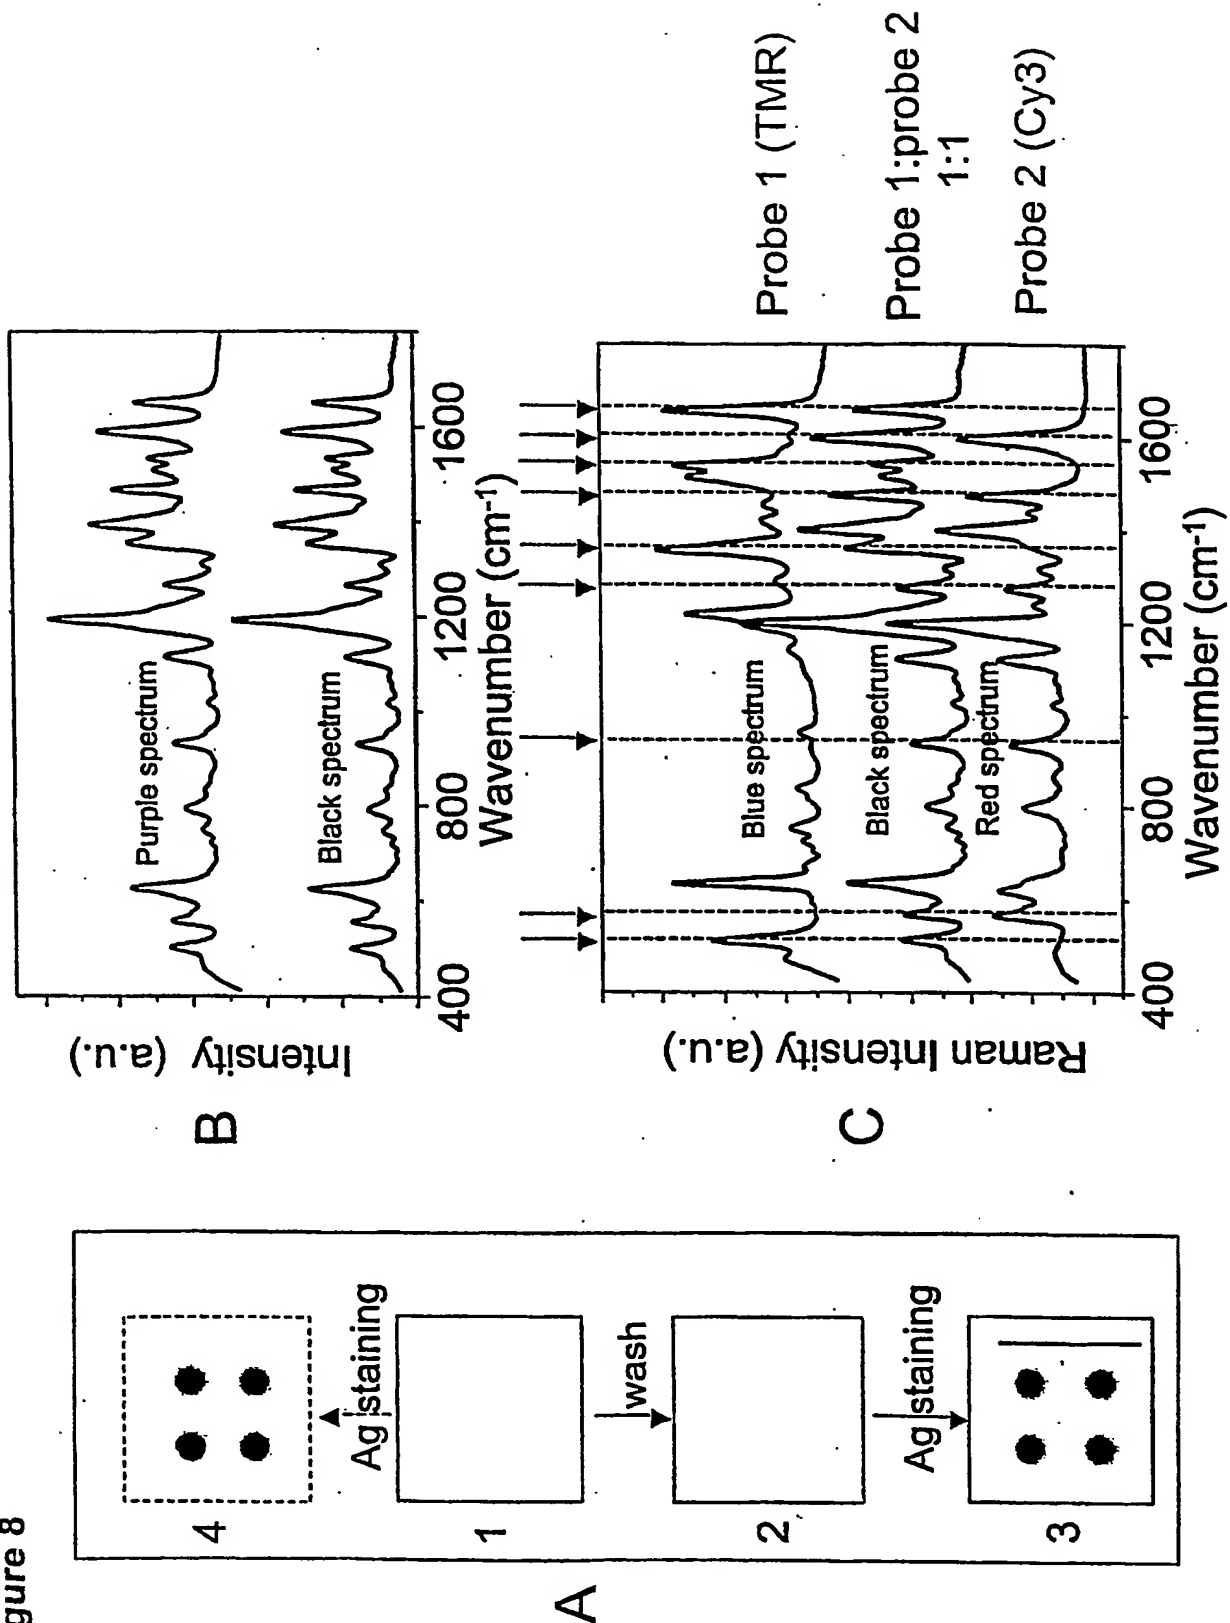 gure 8
A
4
Ag staining
1
wash
2
Ag staining
3
B
Intensity (a.u.)
Purple spectrum
Black spectrum
400
800
1200
1600
Wavenumber (cm-1)
C
Raman Intensity (a.u.)
Blue spectrum
Black spectrum
Red spectrum
400
800
1200
1600
Wavenumber (cm-1)
Probe 1 (TMR)
Probe 1:probe 2
1:1
Probe 2 (Cy3)